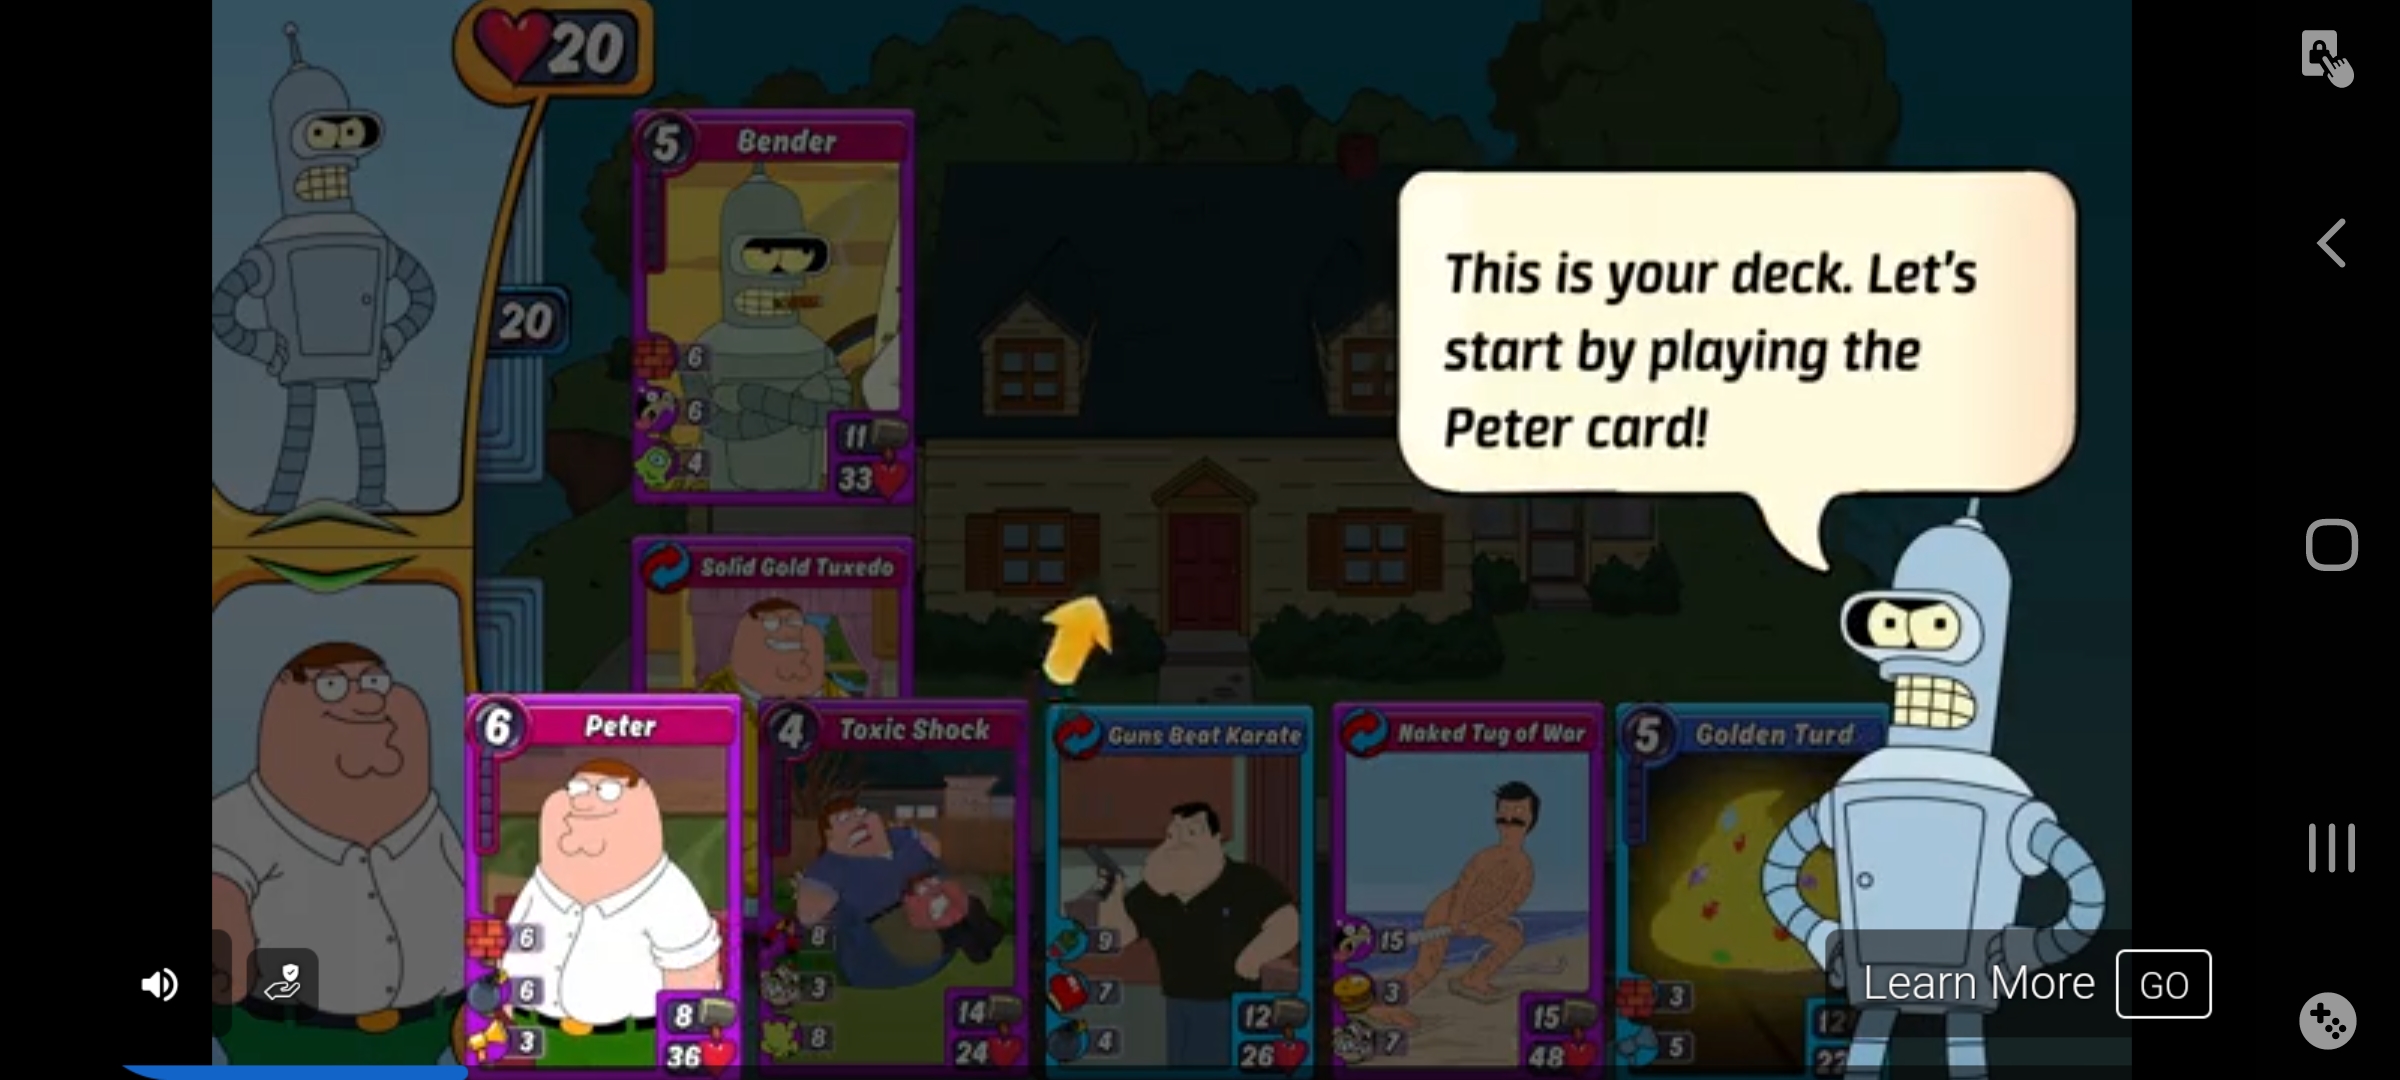 20
5 Bender
6
6
4
11
33
20
This is your deck. Let's
start by playing the
Peter card!
Solid Gold Tuxedo
6 Peter
6
6
3
8
36
4 Toxic Shock
8
3
8
14
24
Guns Beat Karate
9
7
4
12
26
Naked Tug of War
15
3
7
15
48
5 Golden Turd
3
5
12
22
Learn More GO